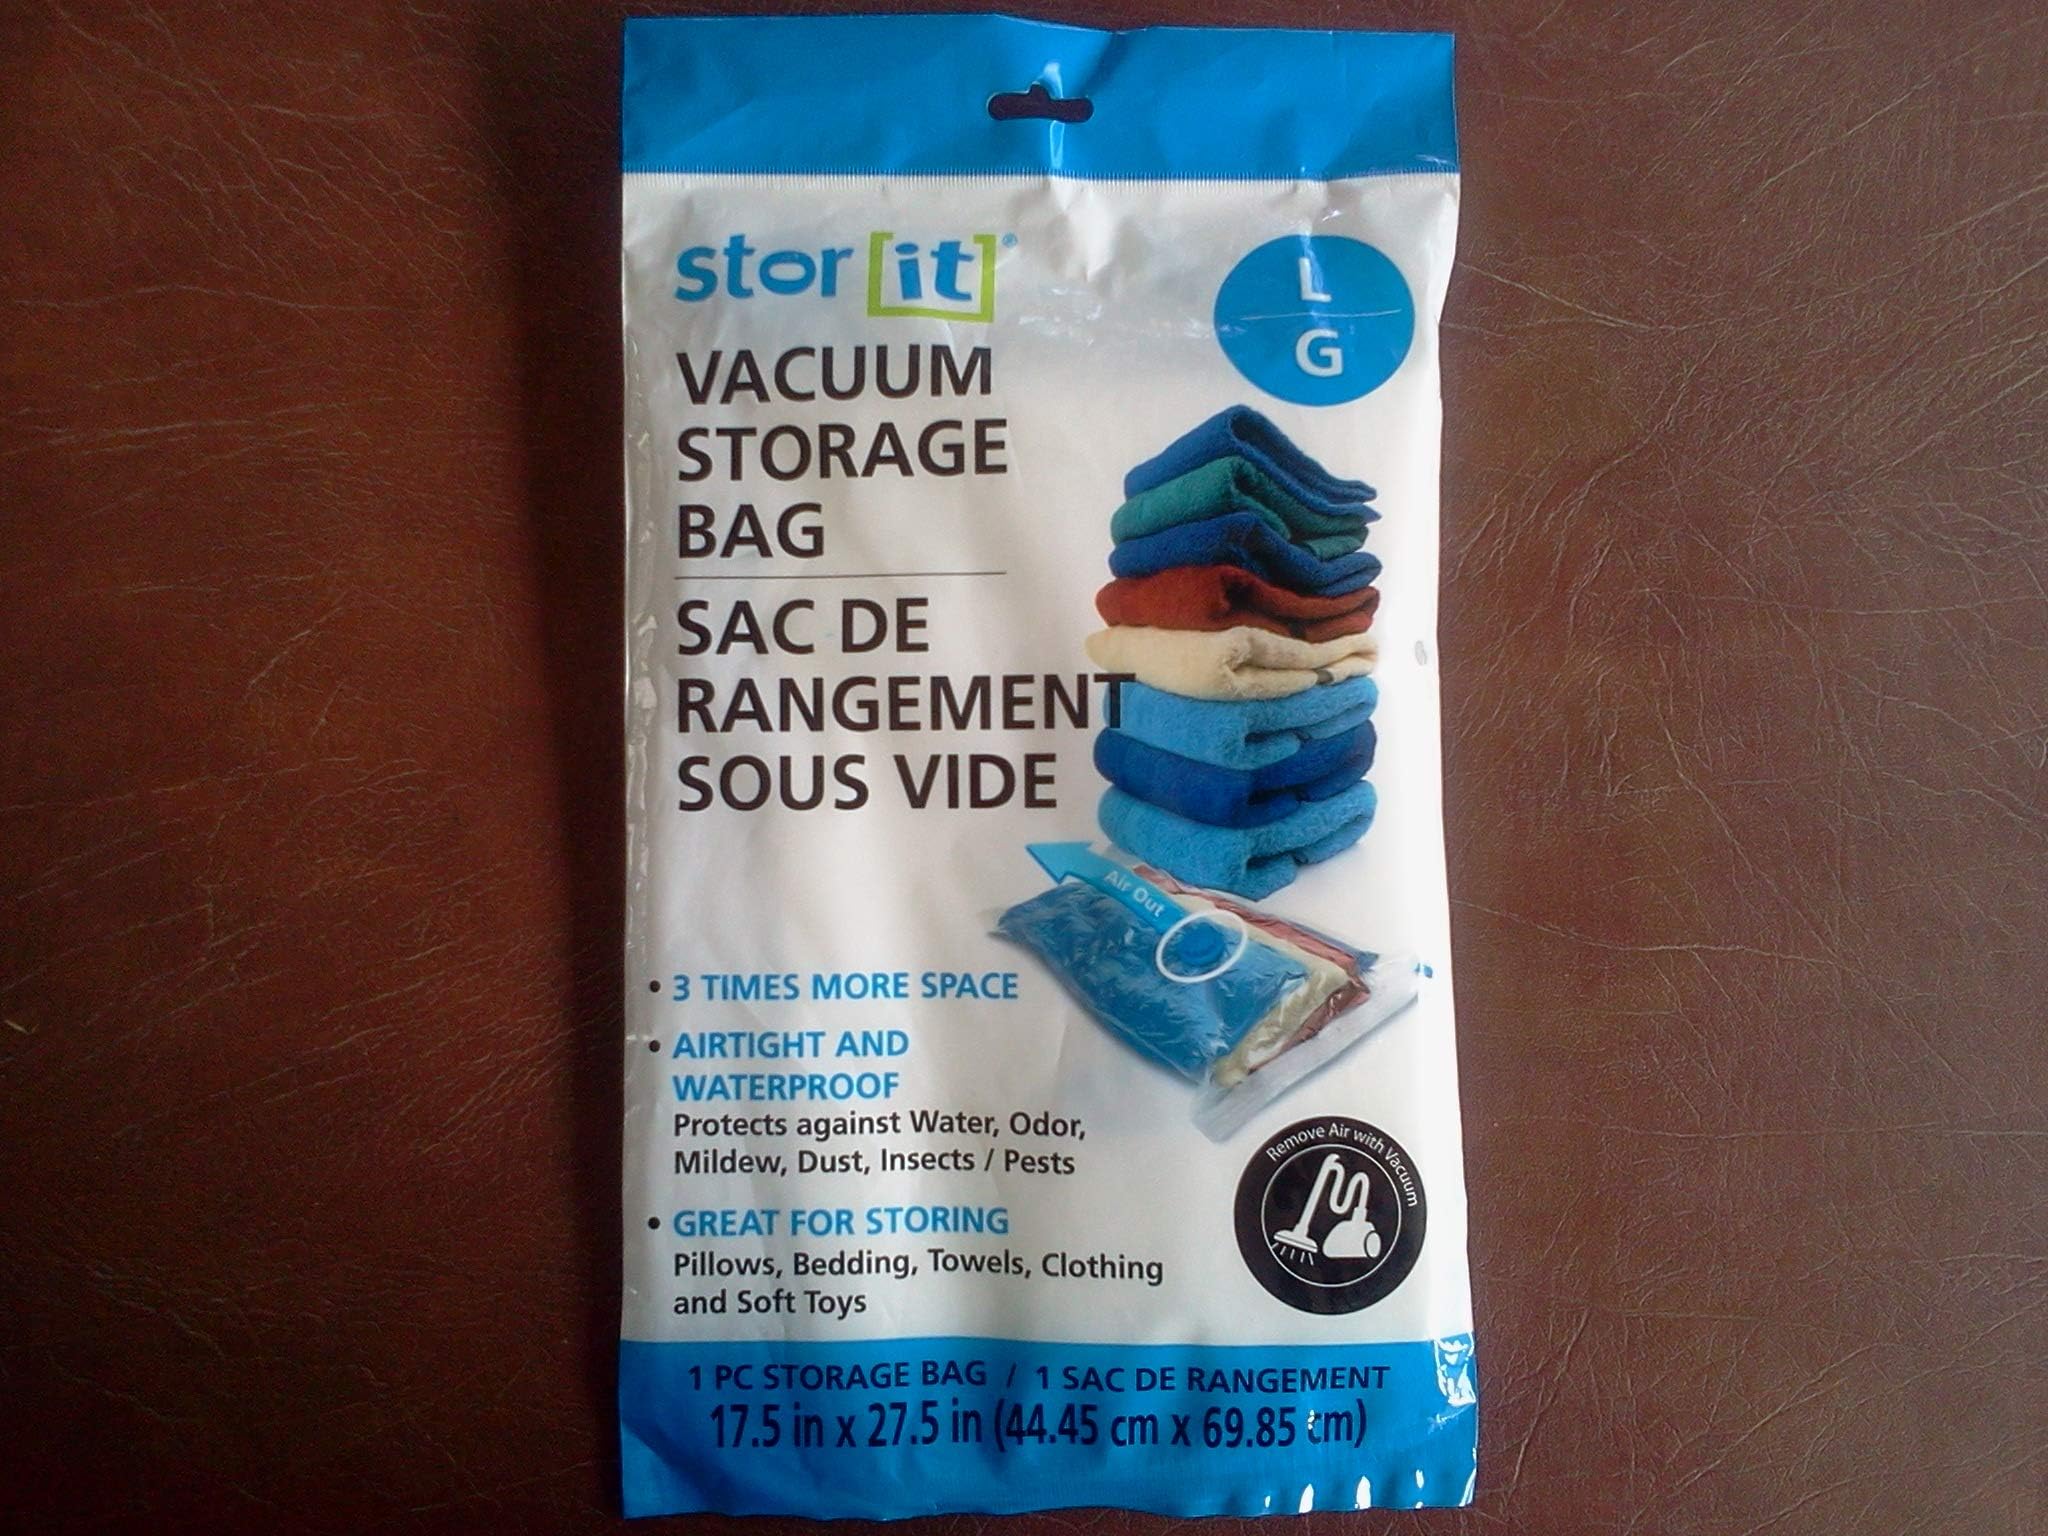 stor [it]®
L
G
VACUUM
STORAGE
BAG
SAC DE
RANGEMENT
SOUS VIDE
Air Out
• 3 TIMES MORE SPACE
• AIRTIGHT AND
WATERPROOF
Protects against Water, Odor,
Mildew, Dust, Insects / Pests
• GREAT FOR STORING
Pillows, Bedding, Towels, Clothing
and Soft Toys
Remove Air with Vacuum
1 PC STORAGE BAG / 1 SAC DE RANGEMENT
17.5 in x 27.5 in (44.45 cm x 69.85 cm)